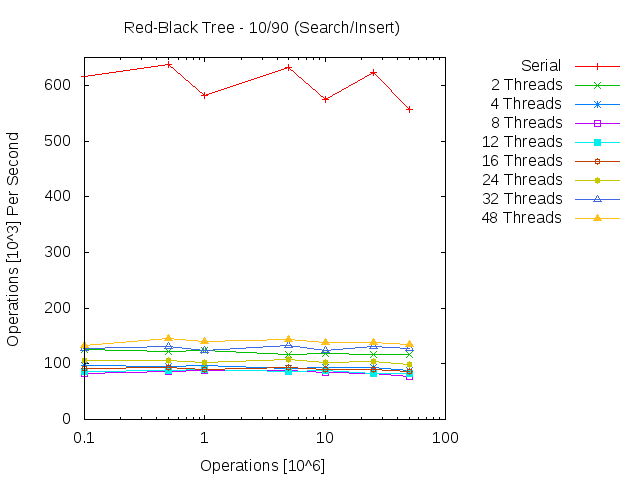 Red-Black Tree - 10/90 (Search/Insert)
Operations [10^3] Per Second
600
500
400
300
200
100
0
0.1
1
10
100
Operations [10^6]
Serial
2 Threads
4 Threads
8 Threads
12 Threads
16 Threads
24 Threads
32 Threads
48 Threads